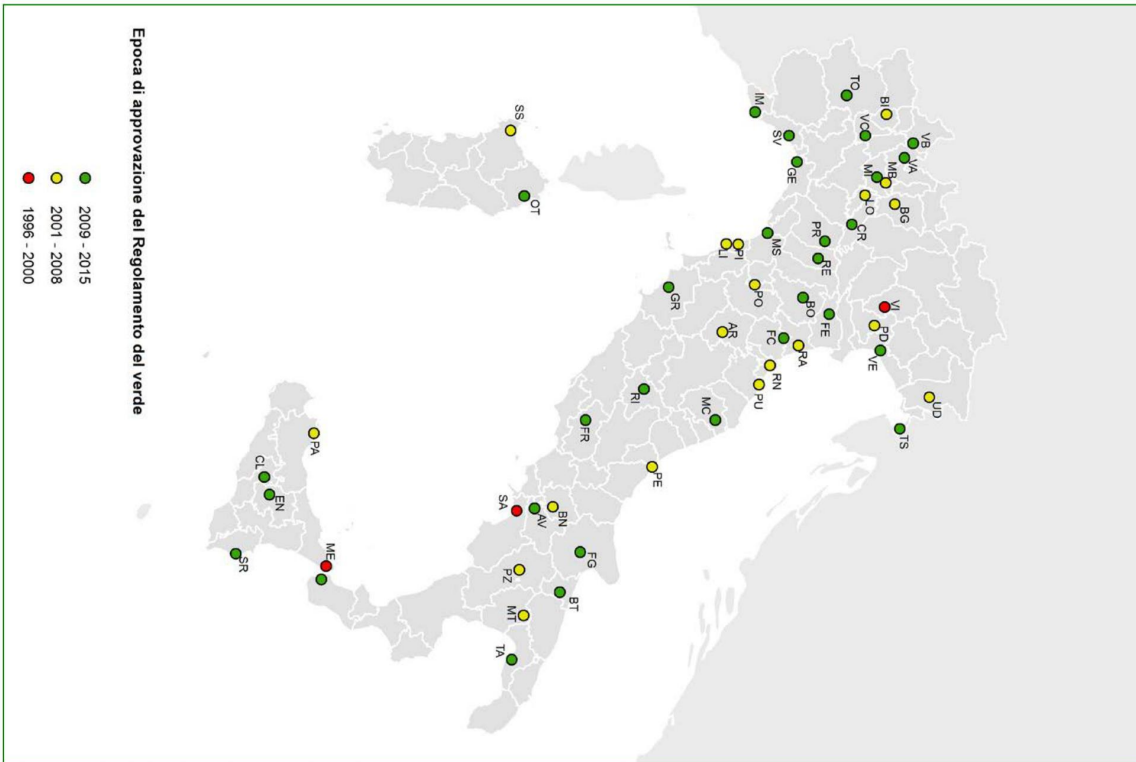 Epoca di approvazione del Regolamento del verde
2009 - 2015
2001 - 2008
1996 - 2000
TO
BI
VC
VB
VA
MI
MB
LO
BG
CR
IM
SV
GE
PR
RE
MS
LI
PI
PO
BO
FE
VI
PD
VE
UD
TS
GR
AR
FC
RA
RN
PU
RI
MC
FR
PE
SS
OT
SA
AV
BN
FG
PZ
BT
MT
TA
PA
CL
EN
ME
SR